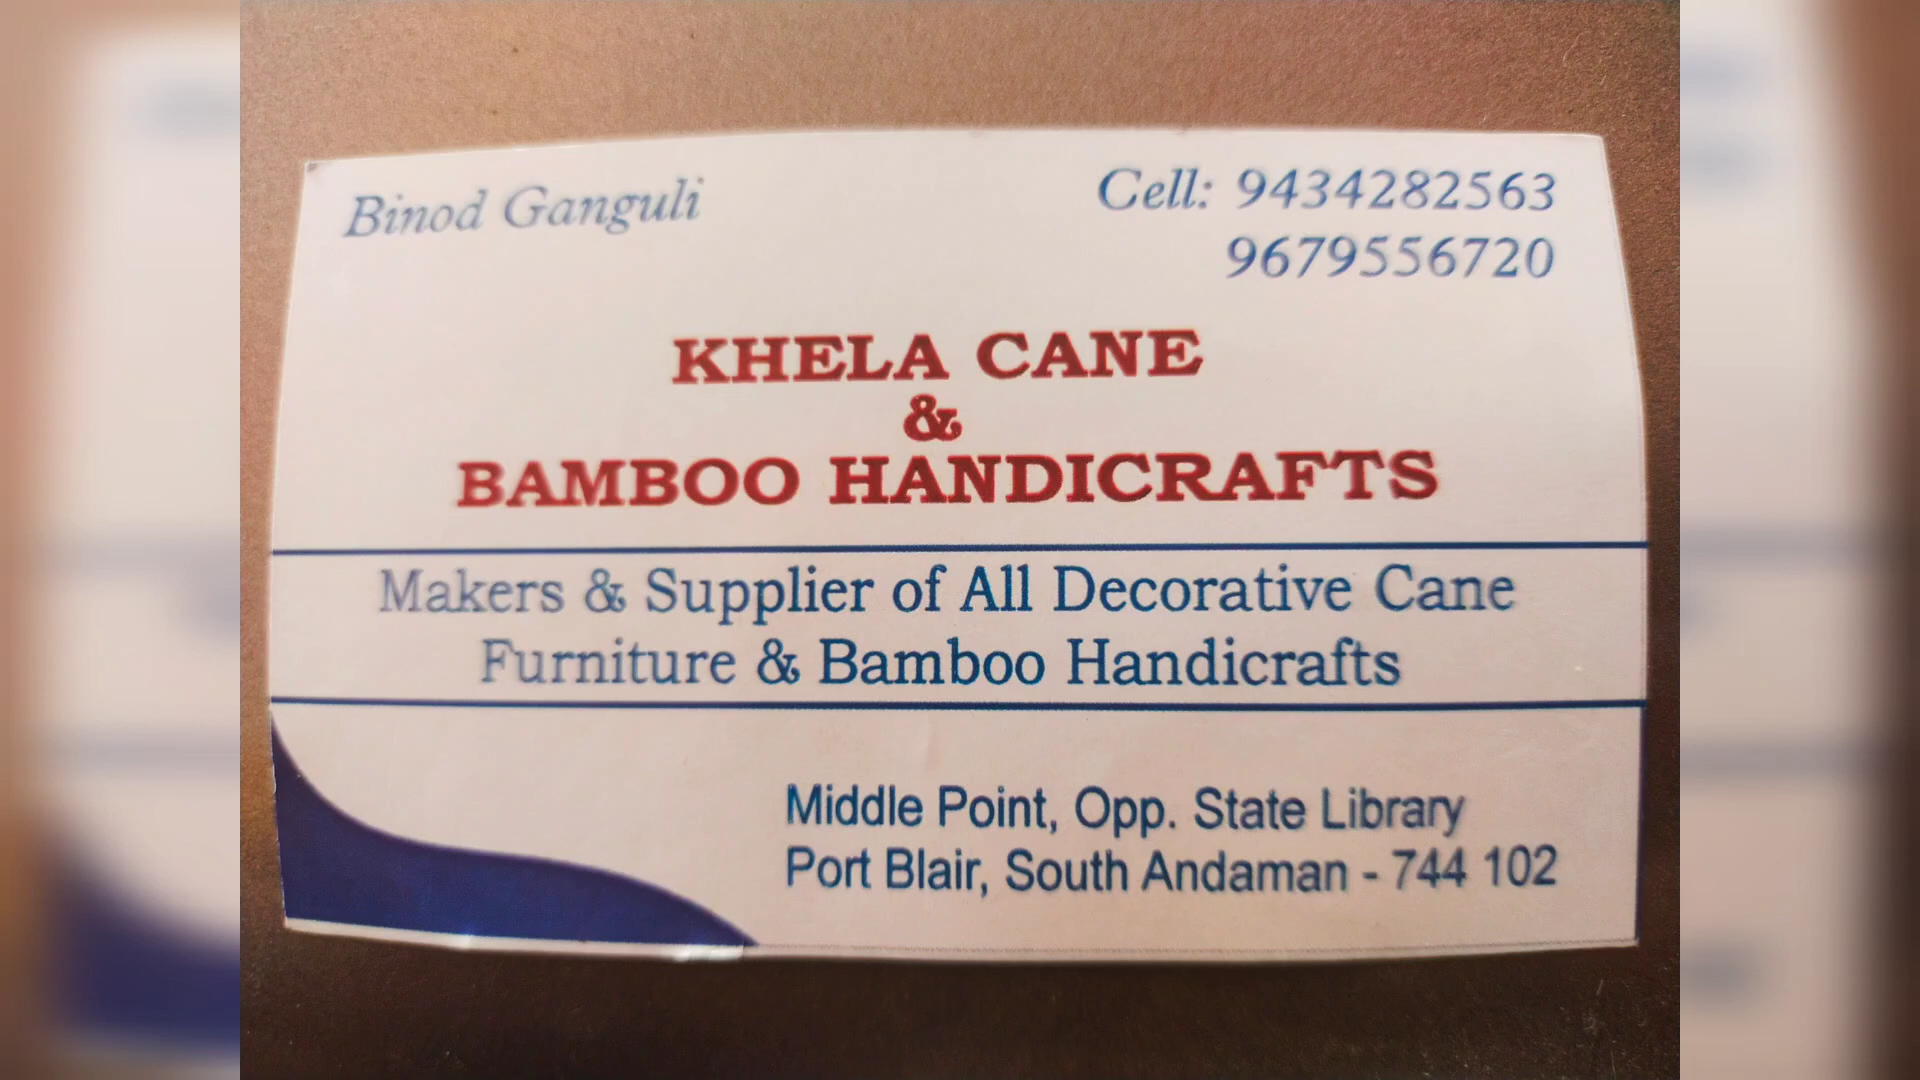 Binod Ganguli
Cell: 9434282563
9679556720
KHELA CANE
&
BAMBOO HANDICRAFTS
Makers & Supplier of All Decorative Cane
Furniture & Bamboo Handicrafts
Middle Point, Opp. State Library
Port Blair, South Andaman - 744 102